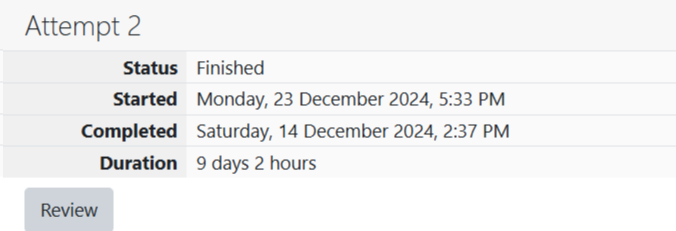 Attempt 2
Status Finished
Started Monday, 23 December 2024, 5:33 PM
Completed Saturday, 14 December 2024, 2:37 PM
Duration 9 days 2 hours
Review